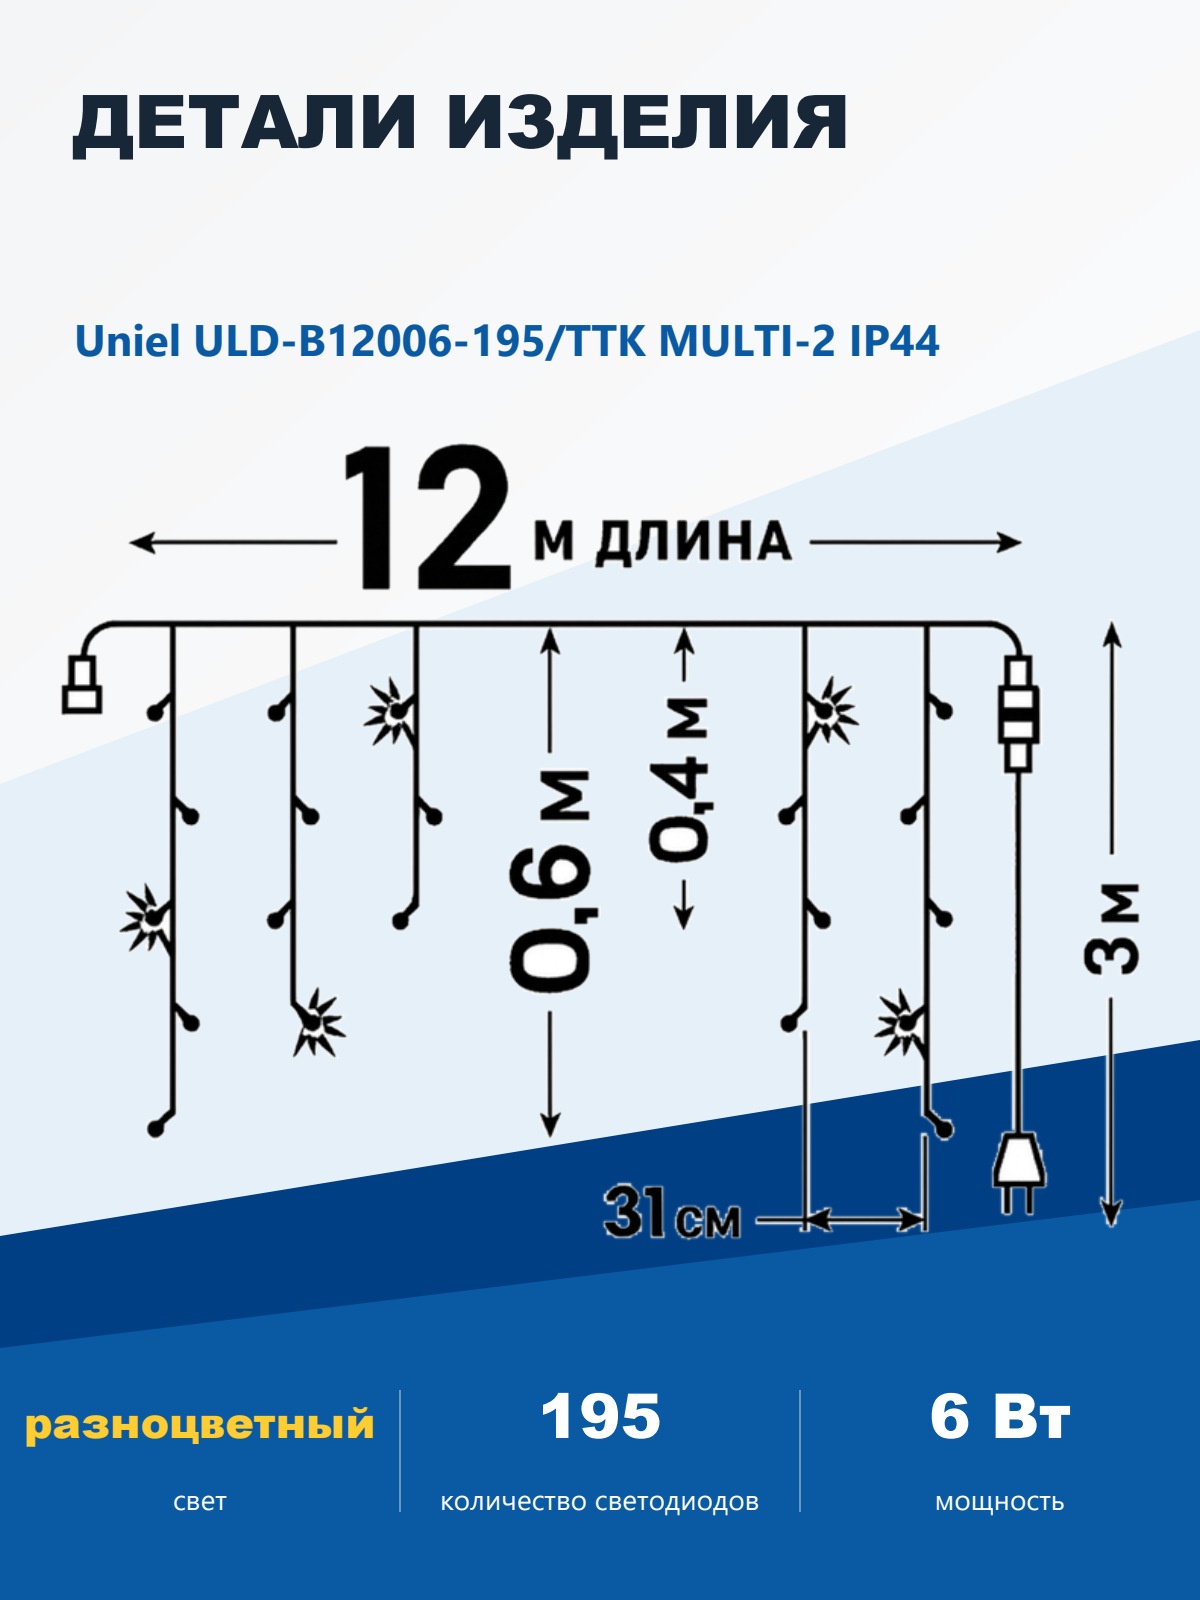 ДЕТАЛИ ИЗДЕЛИЯ
Uniel ULD-B12006-195/TTK MULTI-2 IP44
12 м длина
0,6 м
0,4 м
3 м
31 см
разноцветный
свет
195
количество светодиодов
6 Вт
мощность